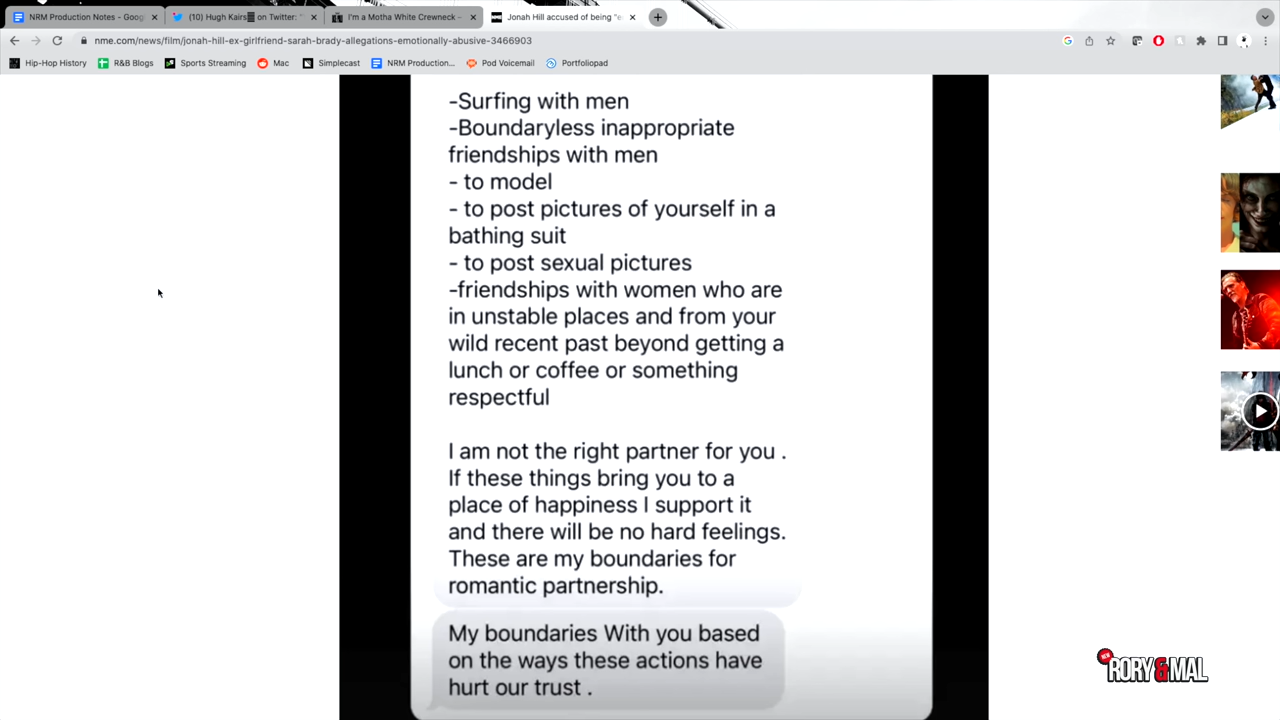 NRM Production Notes - Goog
(10) Hugh Kairs on Twitter: "
I'm a Motha White Crewneck -
Jonah Hill accused of being "e
nme.com/news/film/jonah-hill-ex-girlfriend-sarah-brady-allegations-emotionally-abusive-3466903
Hip-Hop History
R&B Blogs
Sports Streaming
Mac
Simplecast
NRM Production...
Pod Voicemail
Portfoliopad
-Surfing with men
-Boundaryless inappropriate
friendships with men
- to model
- to post pictures of yourself in a
bathing suit
- to post sexual pictures
-friendships with women who are
in unstable places and from your
wild recent past beyond getting a
lunch or coffee or something
respectful
I am not the right partner for you .
If these things bring you to a
place of happiness I support it
and there will be no hard feelings.
These are my boundaries for
romantic partnership.
My boundaries With you based
on the ways these actions have
hurt our trust .
NEW
RORY & MAL